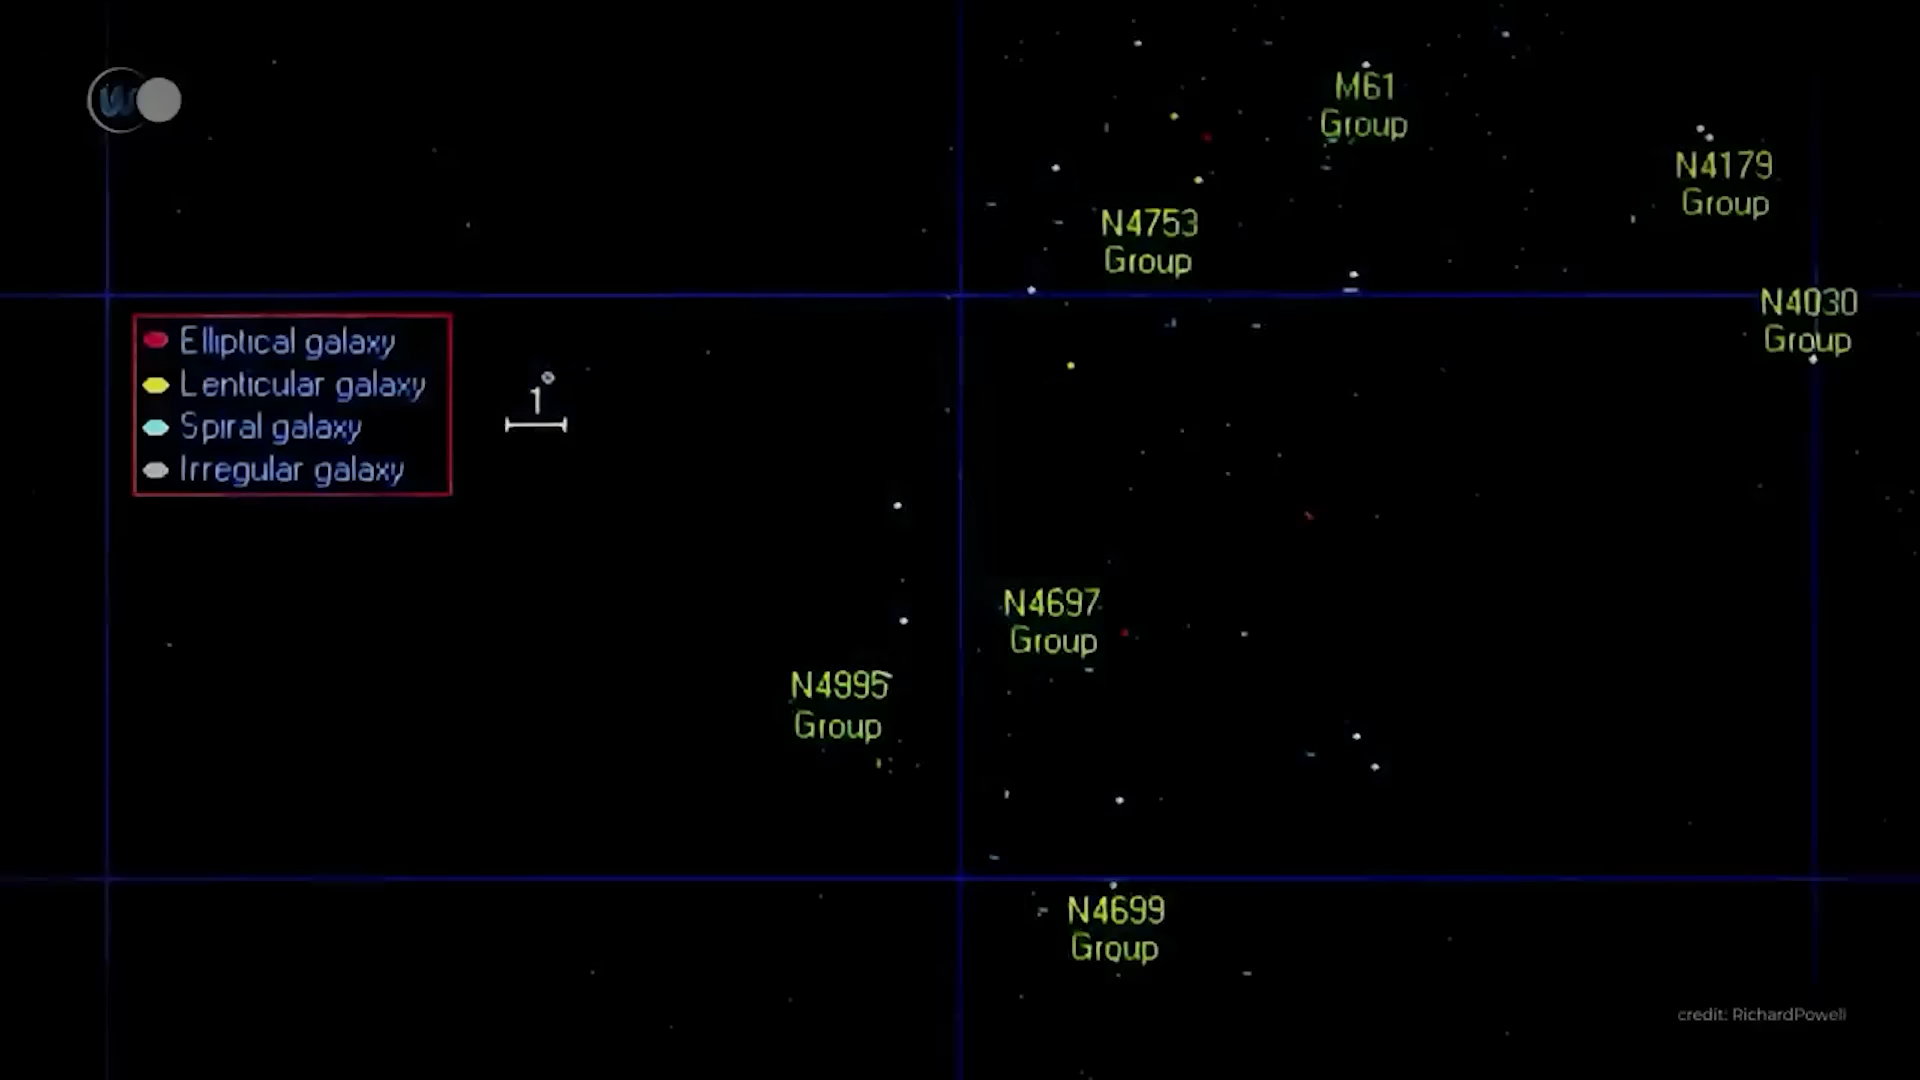 W
M61
Group
N4179
Group
N4753
Group
N4030
Group
Elliptical galaxy
Lenticular galaxy
Spiral galaxy
Irregular galaxy
1°
N4697
Group
N4995
Group
N4699
Group
credit: RichardPowell